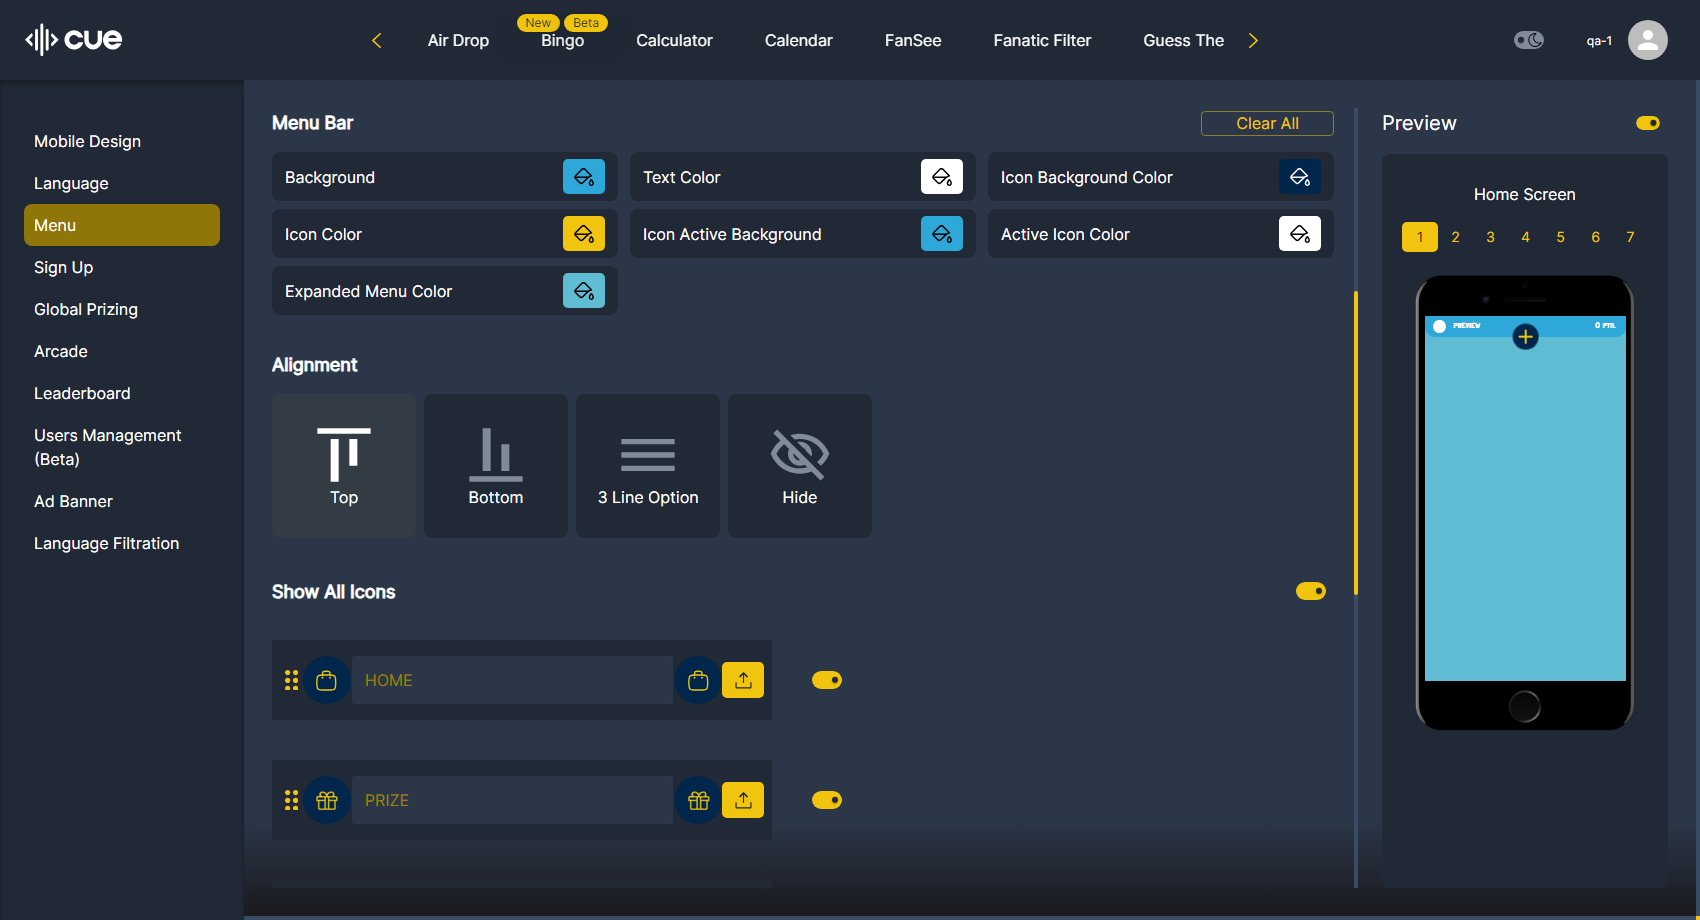 cue
New
Beta
Air Drop
Bingo
Calculator
Calendar
FanSee
Fanatic Filter
Guess The
qa-1
Mobile Design
Language
Menu
Sign Up
Global Prizing
Arcade
Leaderboard
Users Management
(Beta)
Ad Banner
Language Filtration
Menu Bar
Clear All
Background
Text Color
Icon Background Color
Icon Color
Icon Active Background
Active Icon Color
Expanded Menu Color
Alignment
Top
Bottom
3 Line Option
Hide
Show All Icons
HOME
PRIZE
Preview
Home Screen
1 2 3 4 5 6 7
PREVIEW
0 PTS.